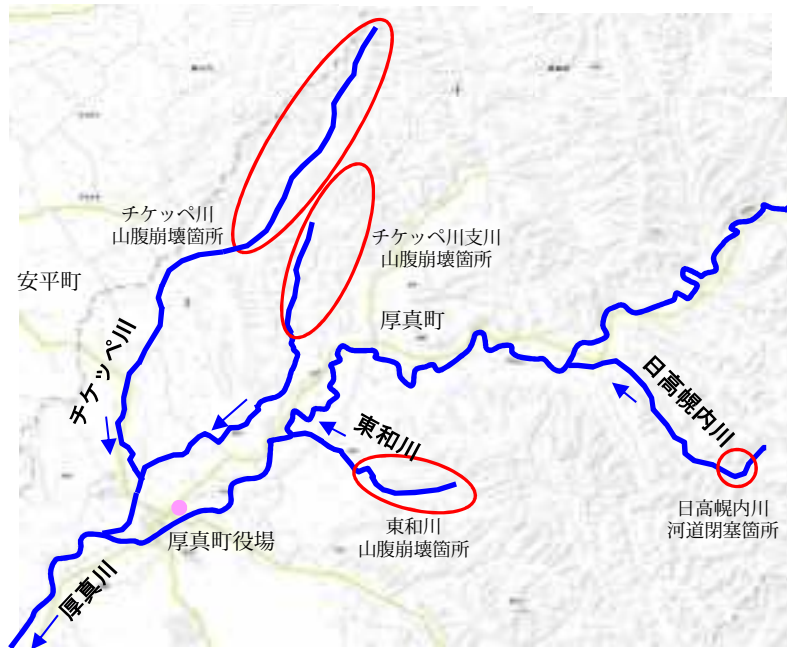 チケッペ川
山腹崩壊箇所
チケッペ川支川
山腹崩壊箇所
安平町
厚真町
チケッペ川
日高幌内川
東和川
日高幌内川
河道閉塞箇所
東和川
山腹崩壊箇所
厚真町役場
厚真川